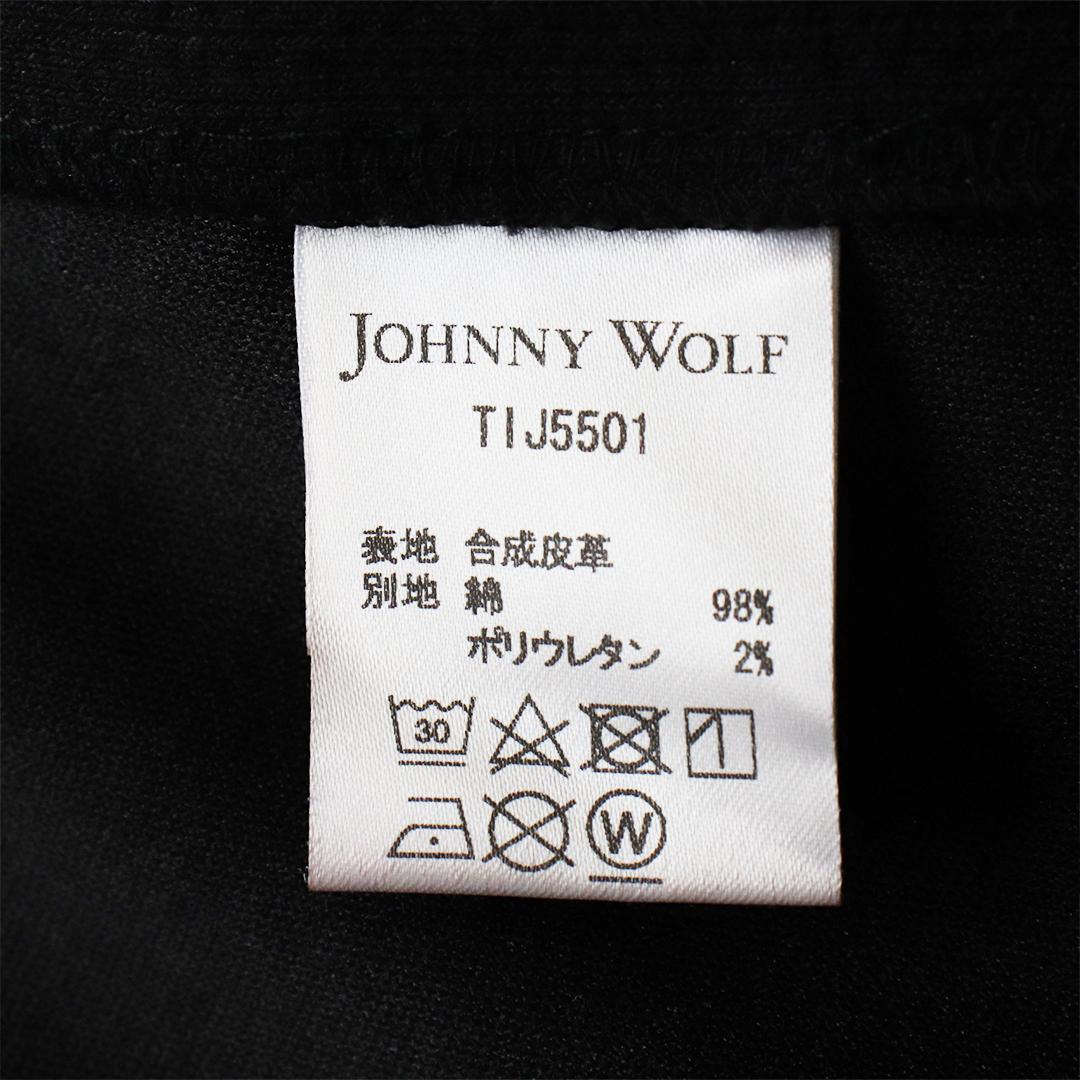 JOHNNY WOLF
TIJ5501
表地 合成皮革
別地 綿 98%
ポリウレタン 2%
30
W